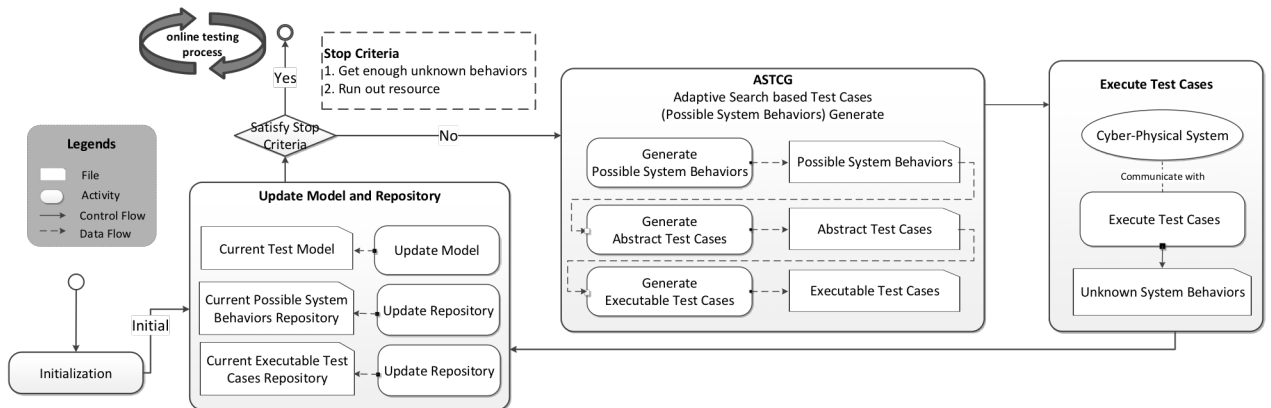 online testing
process
Yes
Stop Criteria
1. Get enough unknown behaviors
2. Run out resource
Satisfy Stop
Criteria
No
Legends
File
Activity
Control Flow
Data Flow
Initial
Initialization
Update Model and Repository
Current Test Model
Update Model
Current Possible System
Behaviors Repository
Update Repository
Current Executable Test
Cases Repository
Update Repository
ASTCG
Adaptive Search based Test Cases
(Possible System Behaviors) Generate
Generate
Possible System Behaviors
Possible System Behaviors
Generate
Abstract Test Cases
Abstract Test Cases
Generate
Executable Test Cases
Executable Test Cases
Execute Test Cases
Cyber-Physical System
Communicate with
Execute Test Cases
Unknown System Behaviors